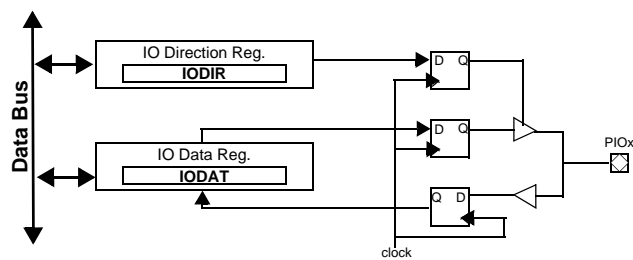 Data Bus
IO Direction Reg.
IODIR
D Q
IO Data Reg.
IODAT
D Q
PIOx
Q D
clock